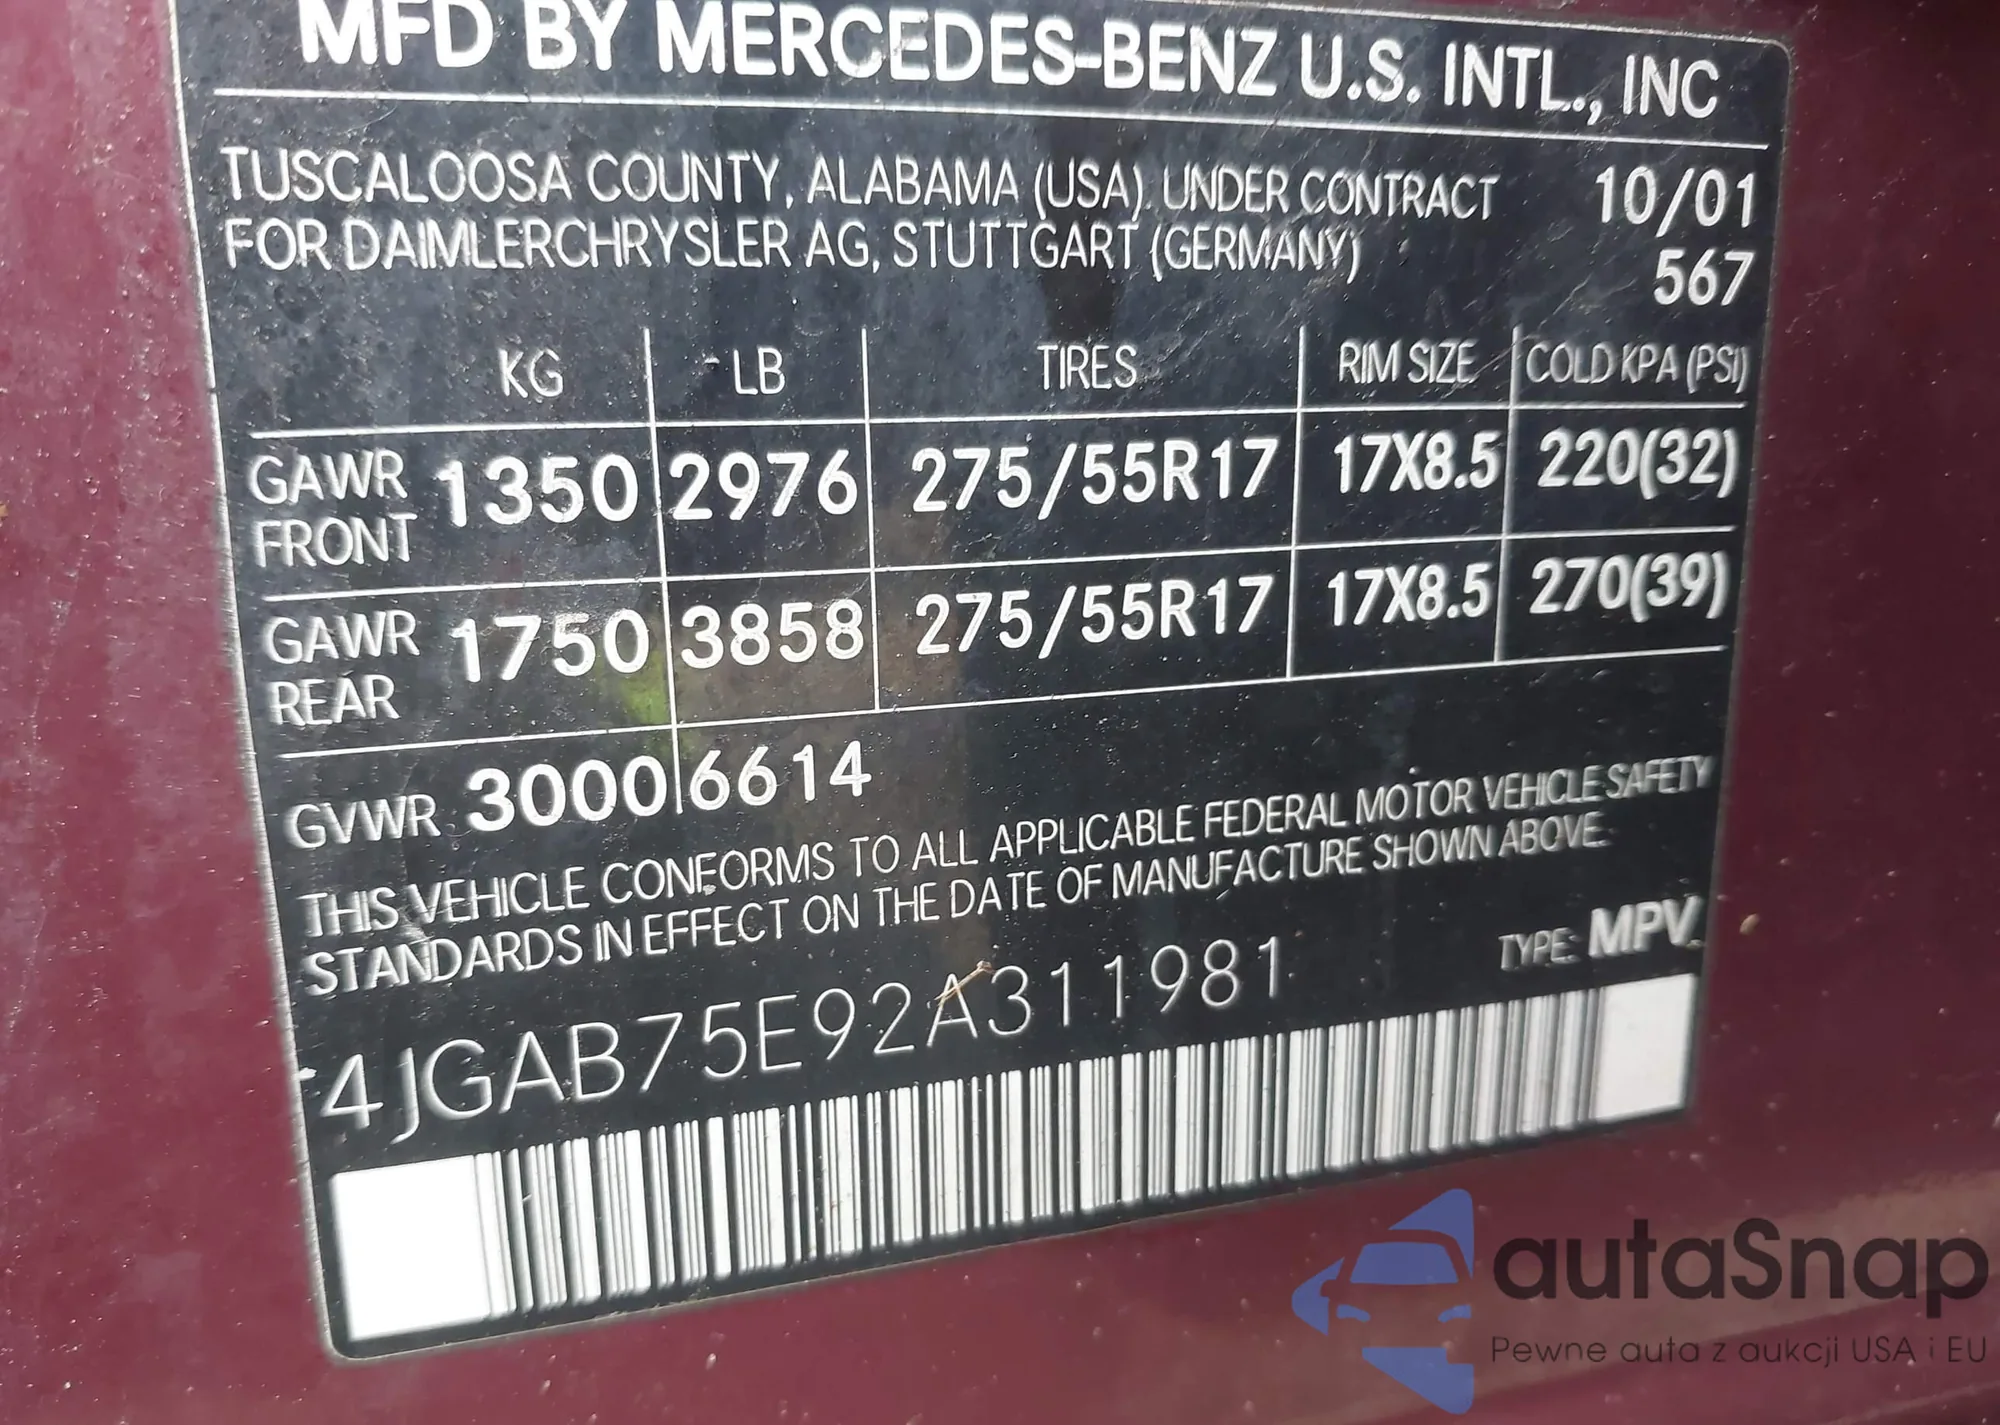 MFD BY MERCEDES-BENZ U.S. INTL., INC
TUSCALOOSA COUNTY, ALABAMA (USA). UNDER CONTRACT 10/01
FOR DAIMLERCHRYSLER AG, STUTTGART (GERMANY) 567
KG LB TIRES RIM SIZE COLD KPA (PSI)
GAWR FRONT 1350 2976 275/55R17 17X8.5 220(32)
GAWR REAR 1750 3858 275/55R17 17X8.5 270(39)
GVWR 3000 6614
THIS VEHICLE CONFORMS TO ALL APPLICABLE FEDERAL MOTOR VEHICLE SAFETY
STANDARDS IN EFFECT ON THE DATE OF MANUFACTURE SHOWN ABOVE.
4JGAB75E92A311981 TYPE: MPV
autaSnap
Pewne auta z aukcji USA i EU